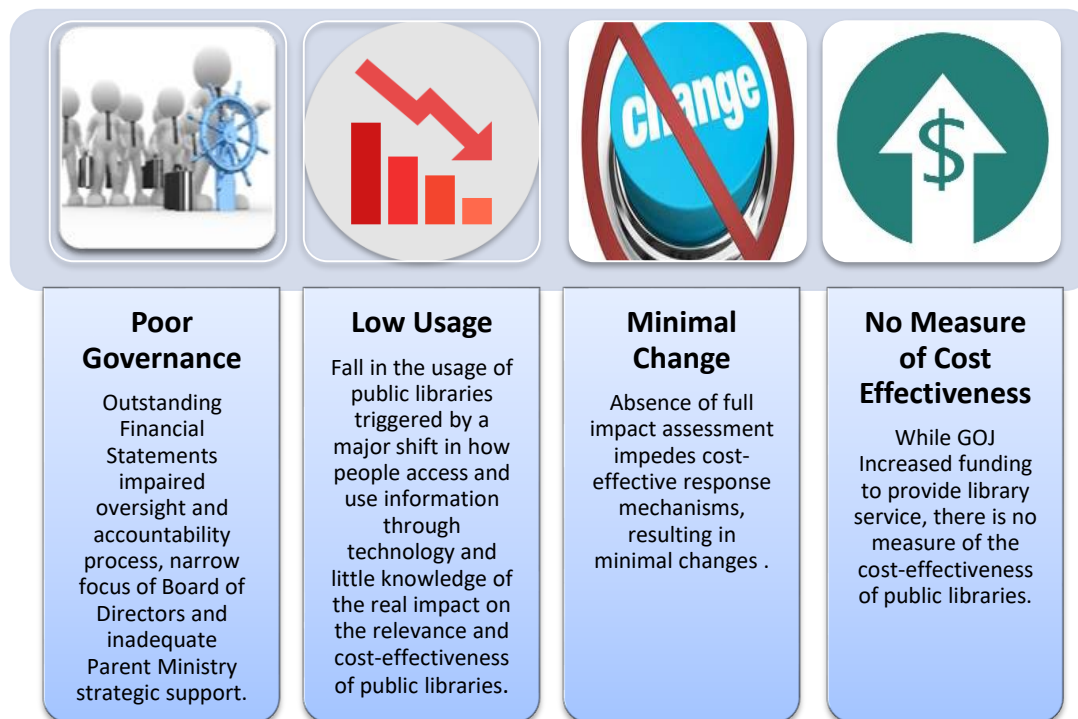 change
$
Poor
Governance
Outstanding
Financial
Statements
impaired
oversight and
accountability
process, narrow
focus of Board of
Directors and
inadequate
Parent Ministry
strategic support.
Low Usage
Fall in the usage of
public libraries
triggered by a
major shift in how
people access and
use information
through
technology and
little knowledge of
the real impact on
the relevance and
cost-effectiveness
of public libraries.
Minimal
Change
Absence of full
impact assessment
impedes cost-
effective response
mechanisms,
resulting in
minimal changes .
No Measure
of Cost
Effectiveness
While GOJ
Increased funding
to provide library
service, there is no
measure of the
cost-effectiveness
of public libraries.